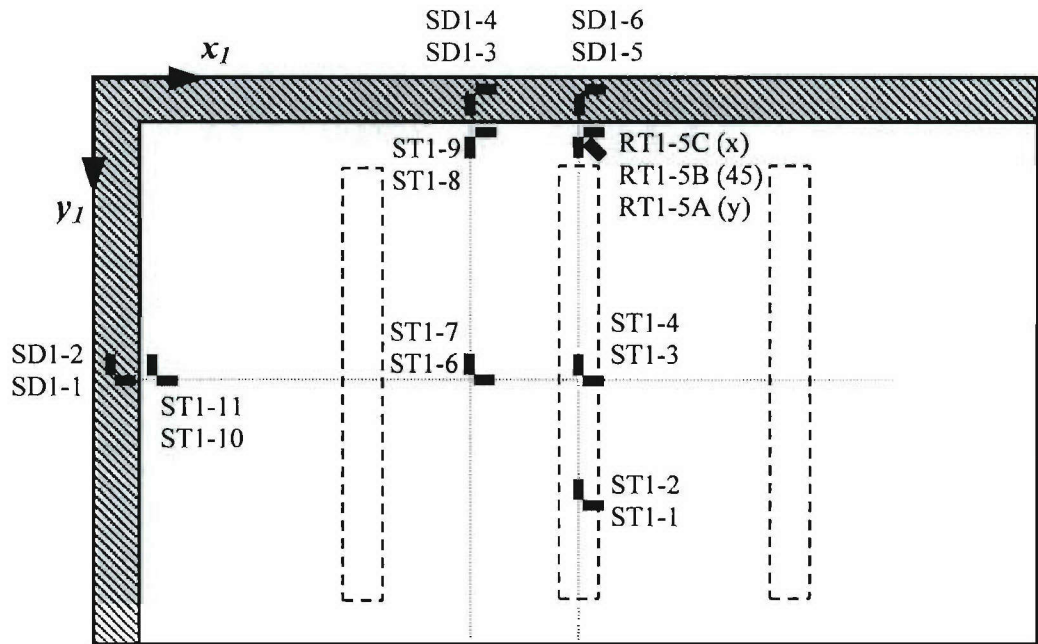 SD1-4
SD1-3
SD1-6
SD1-5
x1
y1
ST1-9
ST1-8
RT1-5C (x)
RT1-5B (45)
RT1-5A (y)
ST1-7
ST1-6
ST1-4
ST1-3
SD1-2
SD1-1
ST1-11
ST1-10
ST1-2
ST1-1